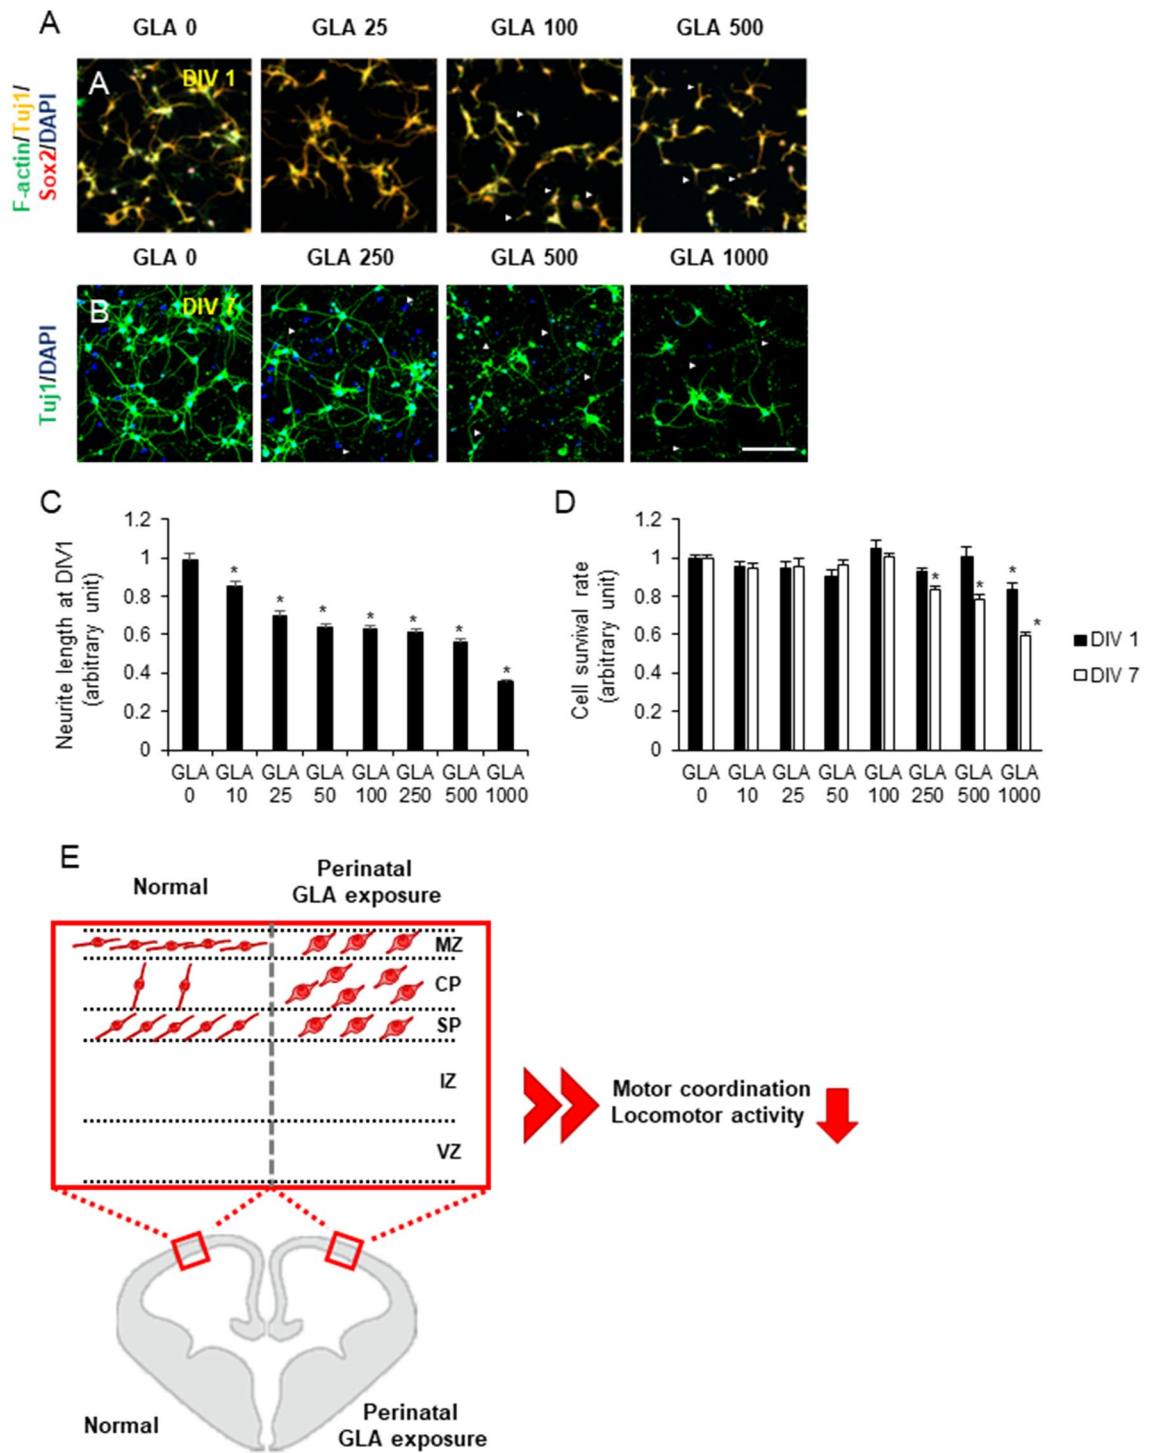 A
GLA 0 GLA 25 GLA 100 GLA 500
F-actin/Tuj1/
Sox2/DAPI
A
DIV 1
GLA 0 GLA 250 GLA 500 GLA 1000
Tuj1/DAPI
B
DIV 7
C
Neurite length at DIV1
(arbitrary unit)
1.2
1
0.8
0.6
0.4
0.2
0
* * * * * * *
GLA GLA GLA GLA GLA GLA GLA GLA
0 10 25 50 100 250 500 1000
D
Cell survival rate
(arbitrary unit)
1.2
1
0.8
0.6
0.4
0.2
0
* * * *
DIV 1
DIV 7
GLA GLA GLA GLA GLA GLA GLA GLA
0 10 25 50 100 250 500 1000
E
Normal
Perinatal
GLA exposure
MZ
CP
SP
IZ
VZ
Motor coordination
Locomotor activity
Normal
Perinatal
GLA exposure